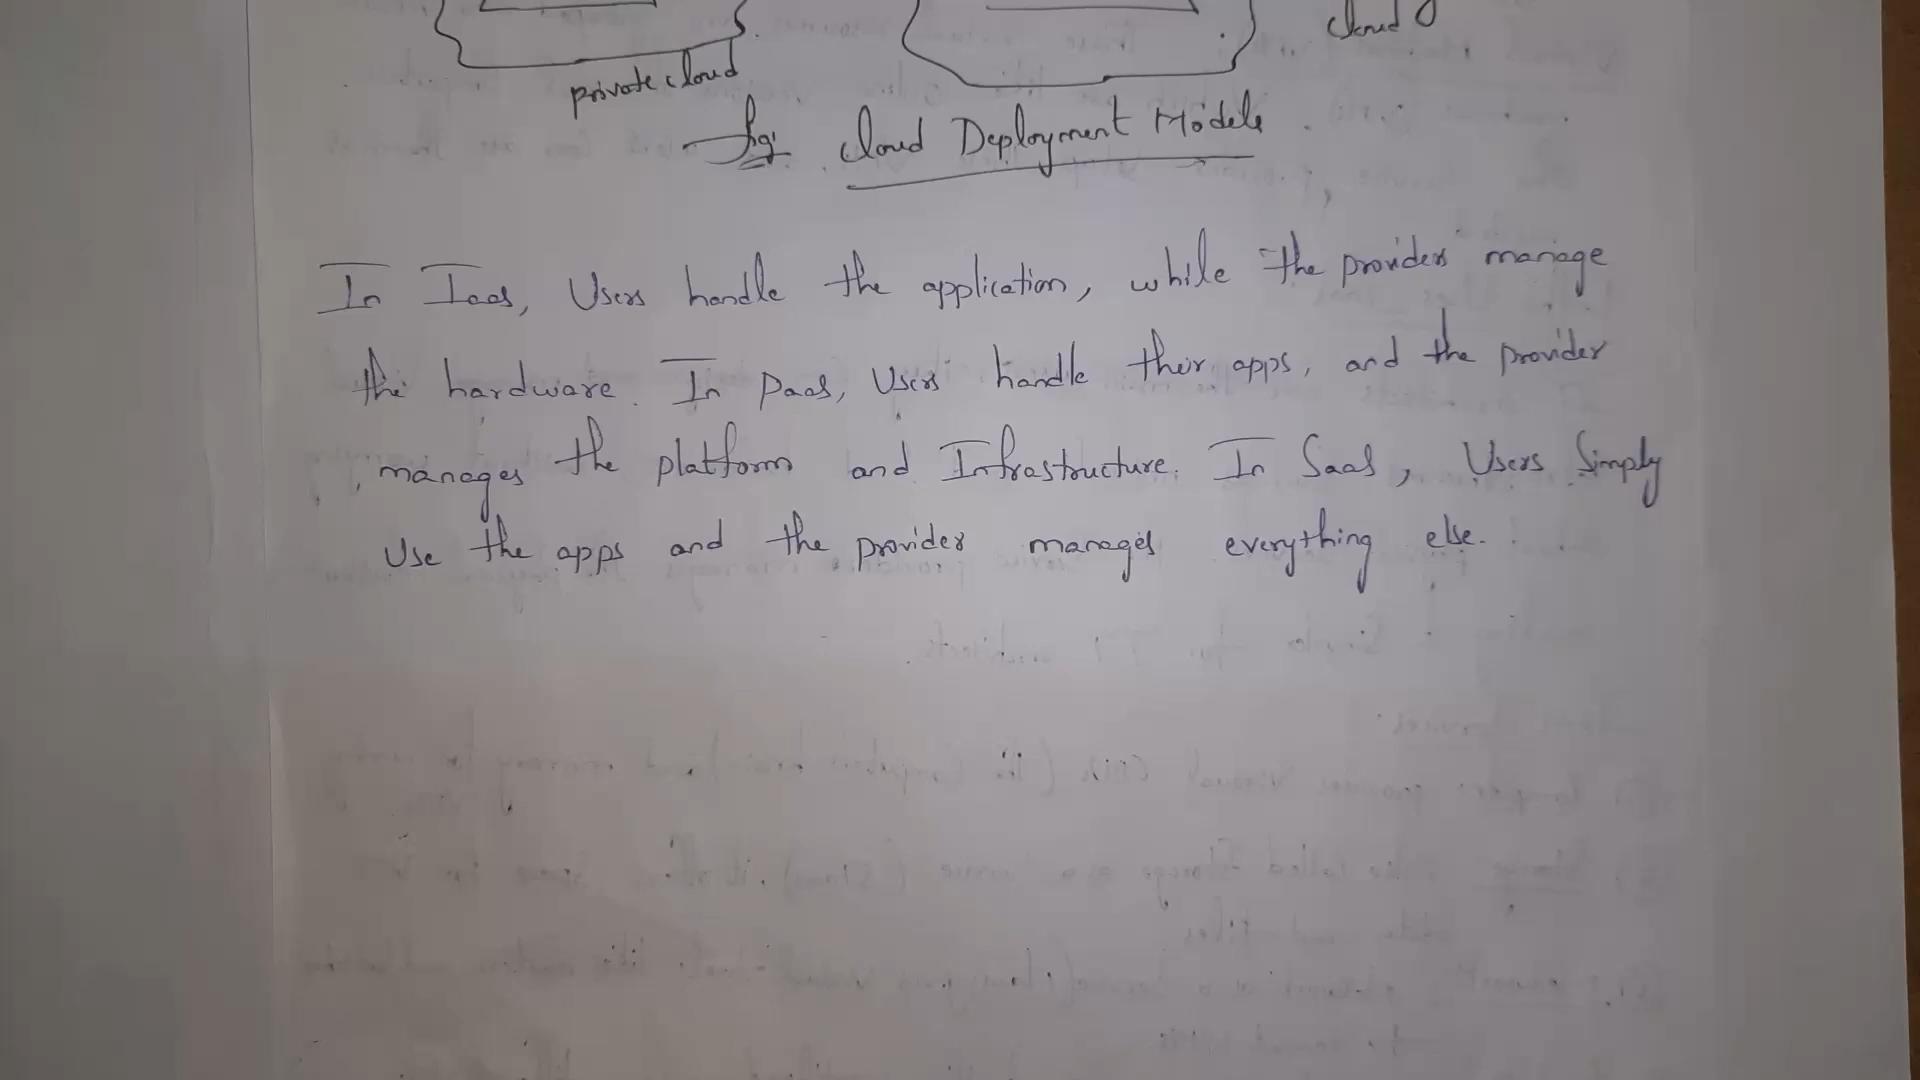 cloud
private cloud
fig: cloud Deployment Models
In Iaas, Users handle the application, while the provider manage
the hardware. In paas, Users handle their apps, and the provider
manages the platform and Infrastructure. In Saas, Users Simply
Use the apps and the provider manages everything else.